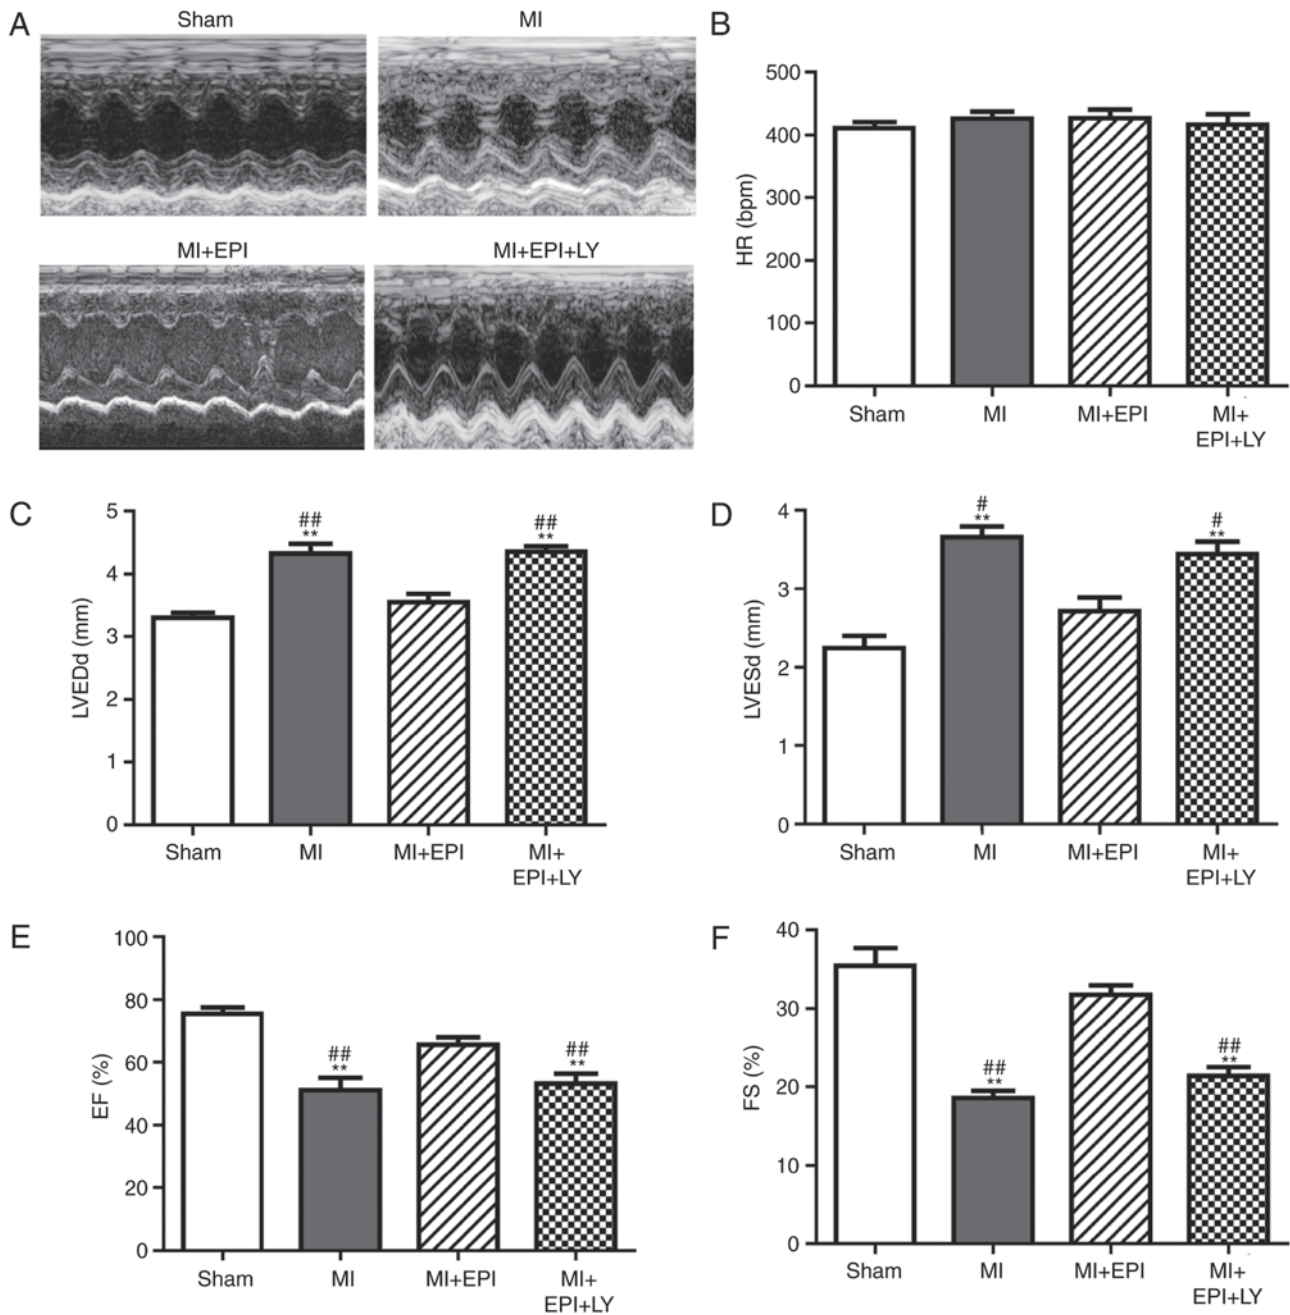 A
Sham
MI
MI+EPI
MI+EPI+LY
B
HR (bpm)
500
400
300
200
100
0
Sham
MI
MI+EPI
MI+
EPI+LY
C
LVEDd (mm)
5
4
3
2
1
0
##
**
##
**
Sham
MI
MI+EPI
MI+
EPI+LY
D
LVESd (mm)
4
3
2
1
0
#
**
#
**
Sham
MI
MI+EPI
MI+
EPI+LY
E
EF (%)
100
80
60
40
20
0
##
**
##
**
Sham
MI
MI+EPI
MI+
EPI+LY
F
FS (%)
40
30
20
10
0
##
**
##
**
Sham
MI
MI+EPI
MI+
EPI+LY